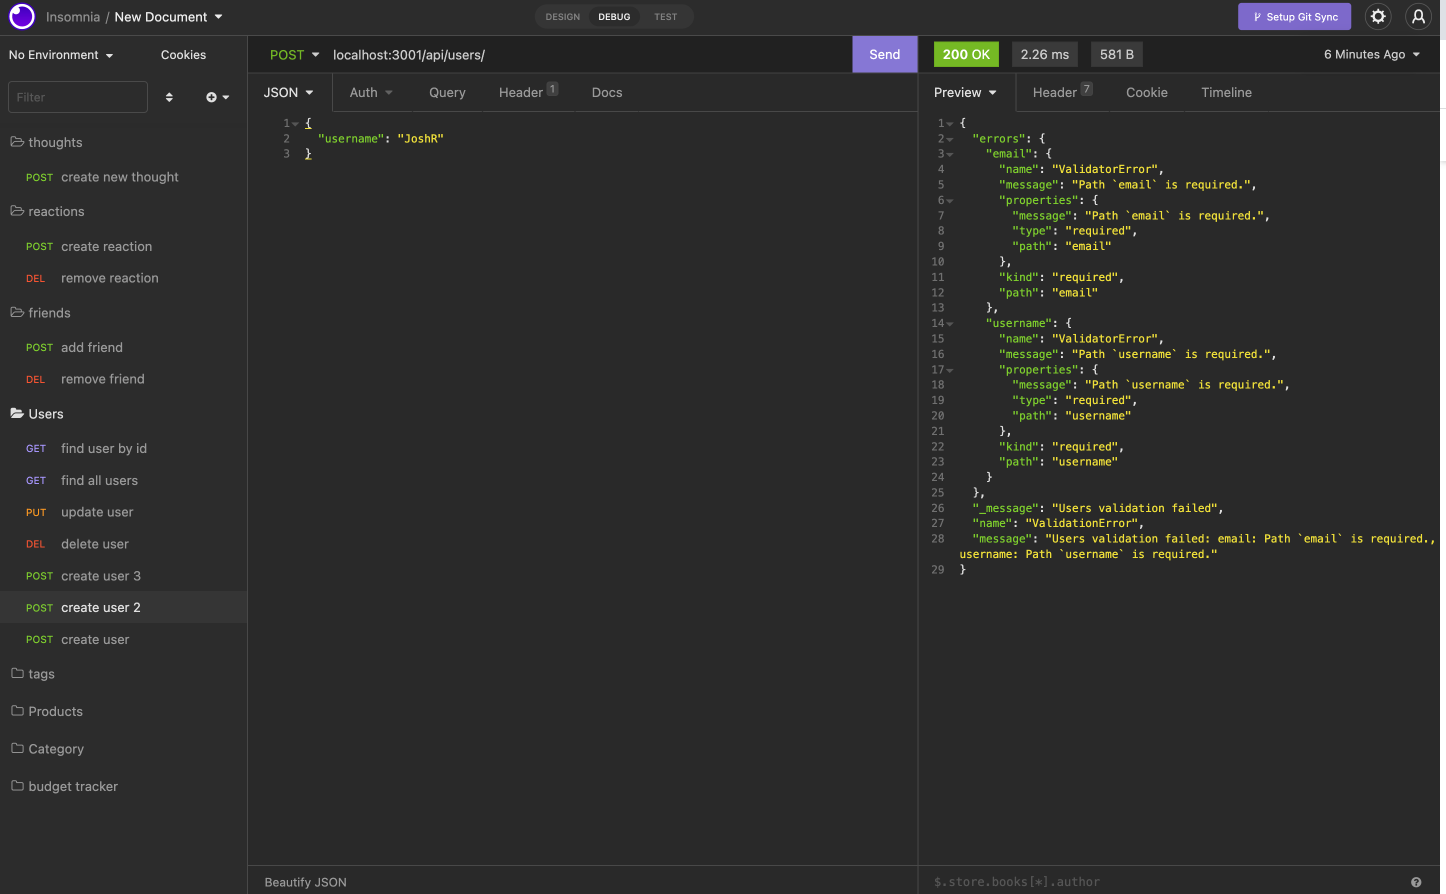 Insomnia / New Document
DESIGN DEBUG TEST
Setup Git Sync
No Environment
Cookies
Filter
thoughts
POST create new thought
reactions
POST create reaction
DEL remove reaction
friends
POST add friend
DEL remove friend
Users
GET find user by id
GET find all users
PUT update user
DEL delete user
POST create user 3
POST create user 2
POST create user
tags
Products
Category
budget tracker
POST localhost:3001/api/users/ Send
JSON Auth Query Header 1 Docs
1 {
2 "username": "JoshR"
3 }
Beautify JSON
200 OK 2.26 ms 581 B 6 Minutes Ago
Preview Header 7 Cookie Timeline
1 {
2 "errors": {
3 "email": {
4 "name": "ValidatorError",
5 "message": "Path `email` is required.",
6 "properties": {
7 "message": "Path `email` is required.",
8 "type": "required",
9 "path": "email"
10 },
11 "kind": "required",
12 "path": "email"
13 },
14 "username": {
15 "name": "ValidatorError",
16 "message": "Path `username` is required.",
17 "properties": {
18 "message": "Path `username` is required.",
19 "type": "required",
20 "path": "username"
21 },
22 "kind": "required",
23 "path": "username"
24 }
25 },
26 "_message": "Users validation failed",
27 "name": "ValidationError",
28 "message": "Users validation failed: email: Path `email` is required.,
username: Path `username` is required."
29 }
$.store.books[*].author